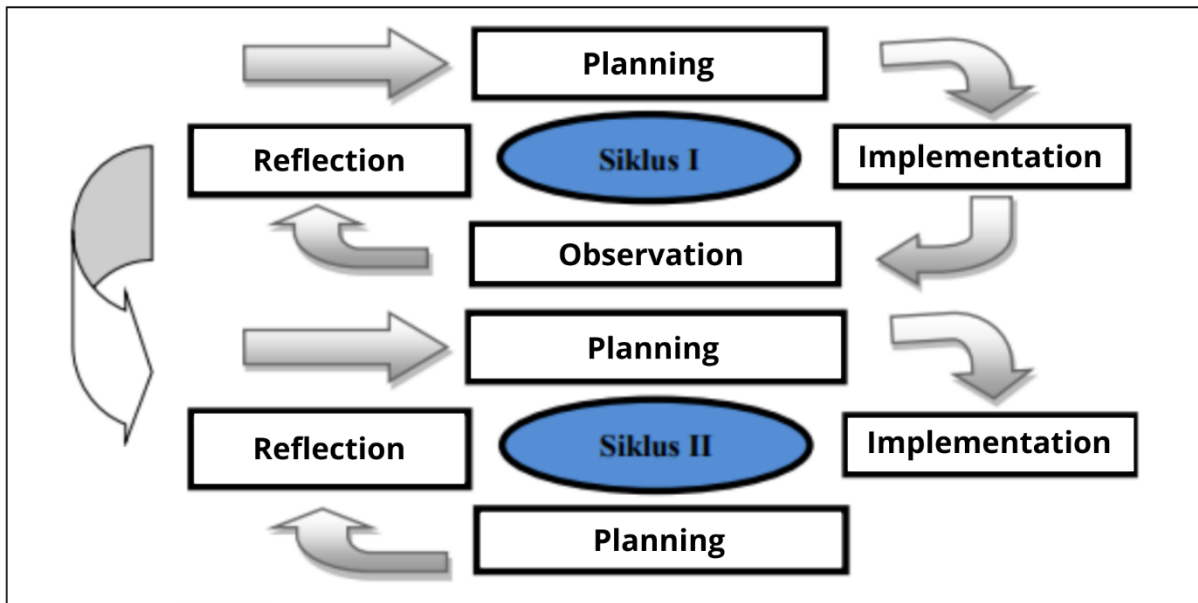 Planning
Reflection
Siklus I
Implementation
Observation
Planning
Reflection
Siklus II
Implementation
Planning